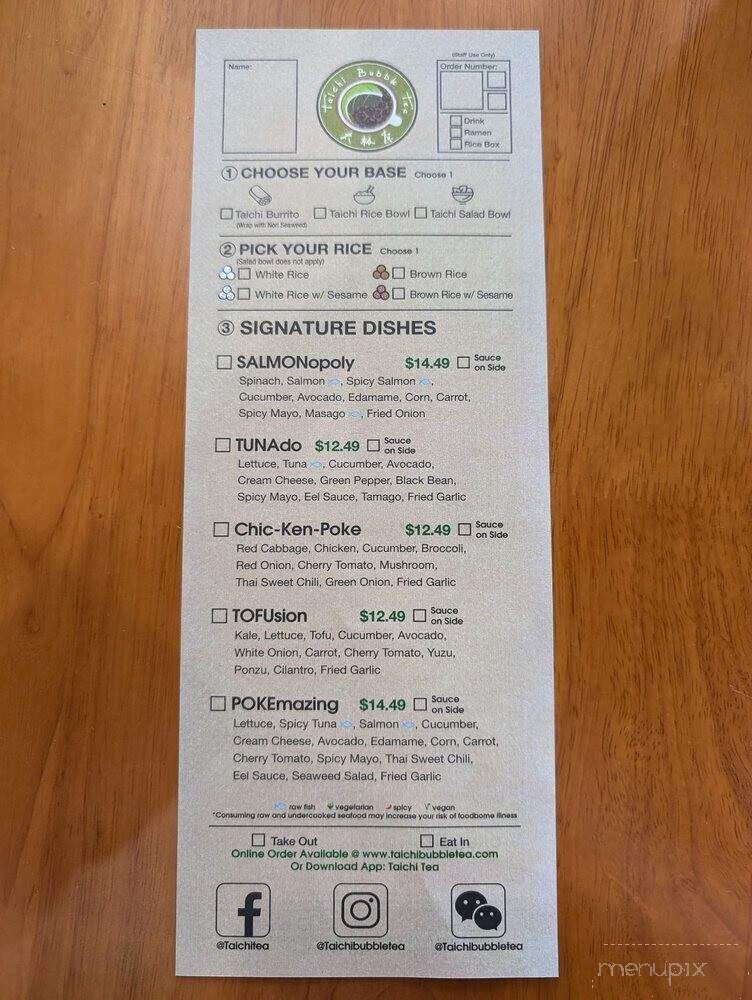 (Staff Use Only)
Name:
Order Number:
Taichi Bubble Tea
Drink
Ramen
Rice Box
① CHOOSE YOUR BASE Choose 1
Taichi Burrito Taichi Rice Bowl Taichi Salad Bowl
(Wrap with Nori Seaweed)
② PICK YOUR RICE Choose 1
(Salad bowl does not apply)
White Rice Brown Rice
White Rice w/ Sesame Brown Rice w/ Sesame
③ SIGNATURE DISHES
SALMONopoly $14.49 Sauce on Side
Spinach, Salmon, Spicy Salmon,
Cucumber, Avocado, Edamame, Corn, Carrot,
Spicy Mayo, Masago, Fried Onion
TUNAdo $12.49 Sauce on Side
Lettuce, Tuna, Cucumber, Avocado,
Cream Cheese, Green Pepper, Black Bean,
Spicy Mayo, Eel Sauce, Tamago, Fried Garlic
Chic-Ken-Poke $12.49 Sauce on Side
Red Cabbage, Chicken, Cucumber, Broccoli,
Red Onion, Cherry Tomato, Mushroom,
Thai Sweet Chili, Green Onion, Fried Garlic
TOFUsion $12.49 Sauce on Side
Kale, Lettuce, Tofu, Cucumber, Avocado,
White Onion, Carrot, Cherry Tomato, Yuzu,
Ponzu, Cilantro, Fried Garlic
POKEmazing $14.49 Sauce on Side
Lettuce, Spicy Tuna, Salmon, Cucumber,
Cream Cheese, Avocado, Edamame, Corn, Carrot,
Cherry Tomato, Spicy Mayo, Thai Sweet Chili,
Eel Sauce, Seaweed Salad, Fried Garlic
raw fish vegetarian spicy vegan
*Consuming raw and undercooked seafood may increase your risk of foodborne illness
Take Out Eat In
Online Order Available @ www.taichibubbletea.com
Or Download App: Taichi Tea
@Taichitea @Taichibubbletea @Taichibubbletea
menupix